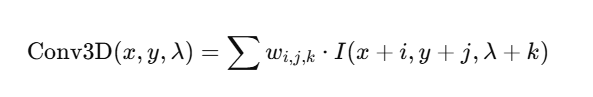 Conv3D(x, y, λ) = ∑ w_{i,j,k} · I(x + i, y + j, λ + k)